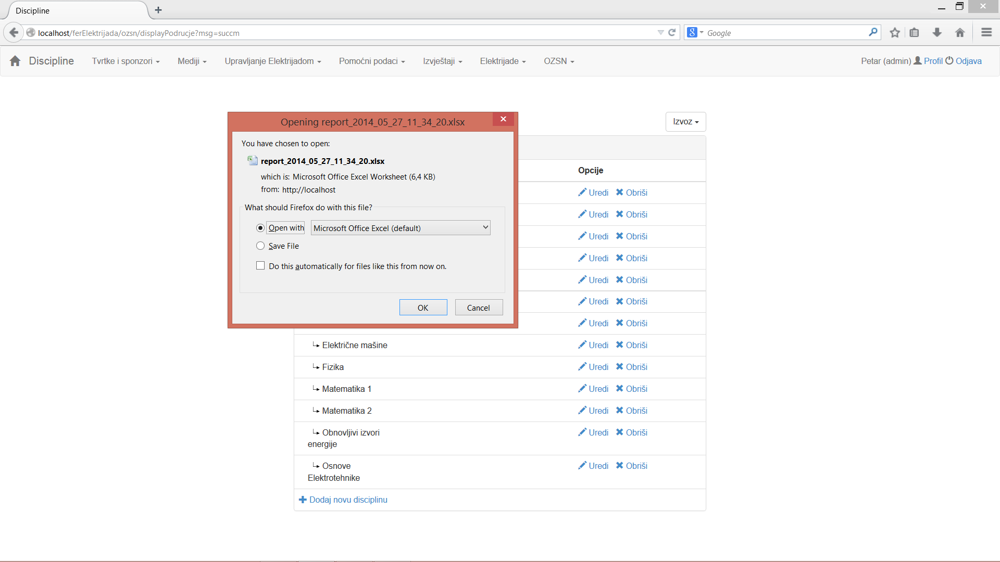 Discipline
localhost/ferElektrijada/ozsn/displayPodrucje?msg=succm
Google
Discipline Tvrtke i sponzori Mediji Upravljanje Elektrijadom Pomoćni podaci Izvještaji Elektrijade OZSN Petar (admin) Profil Odjava
Opening report_2014_05_27_11_34_20.xlsx
You have chosen to open:
report_2014_05_27_11_34_20.xlsx
which is: Microsoft Office Excel Worksheet (6,4 KB)
from: http://localhost
What should Firefox do with this file?
Open with Microsoft Office Excel (default)
Save File
Do this automatically for files like this from now on.
OK Cancel
Izvoz
Opcije
Uredi Obriši
Uredi Obriši
Uredi Obriši
Uredi Obriši
Uredi Obriši
Uredi Obriši
Uredi Obriši
Električne mašine Uredi Obriši
Fizika Uredi Obriši
Matematika 1 Uredi Obriši
Matematika 2 Uredi Obriši
Obnovljivi izvori Uredi Obriši
energije
Osnove Uredi Obriši
Elektrotehnike
Dodaj novu disciplinu